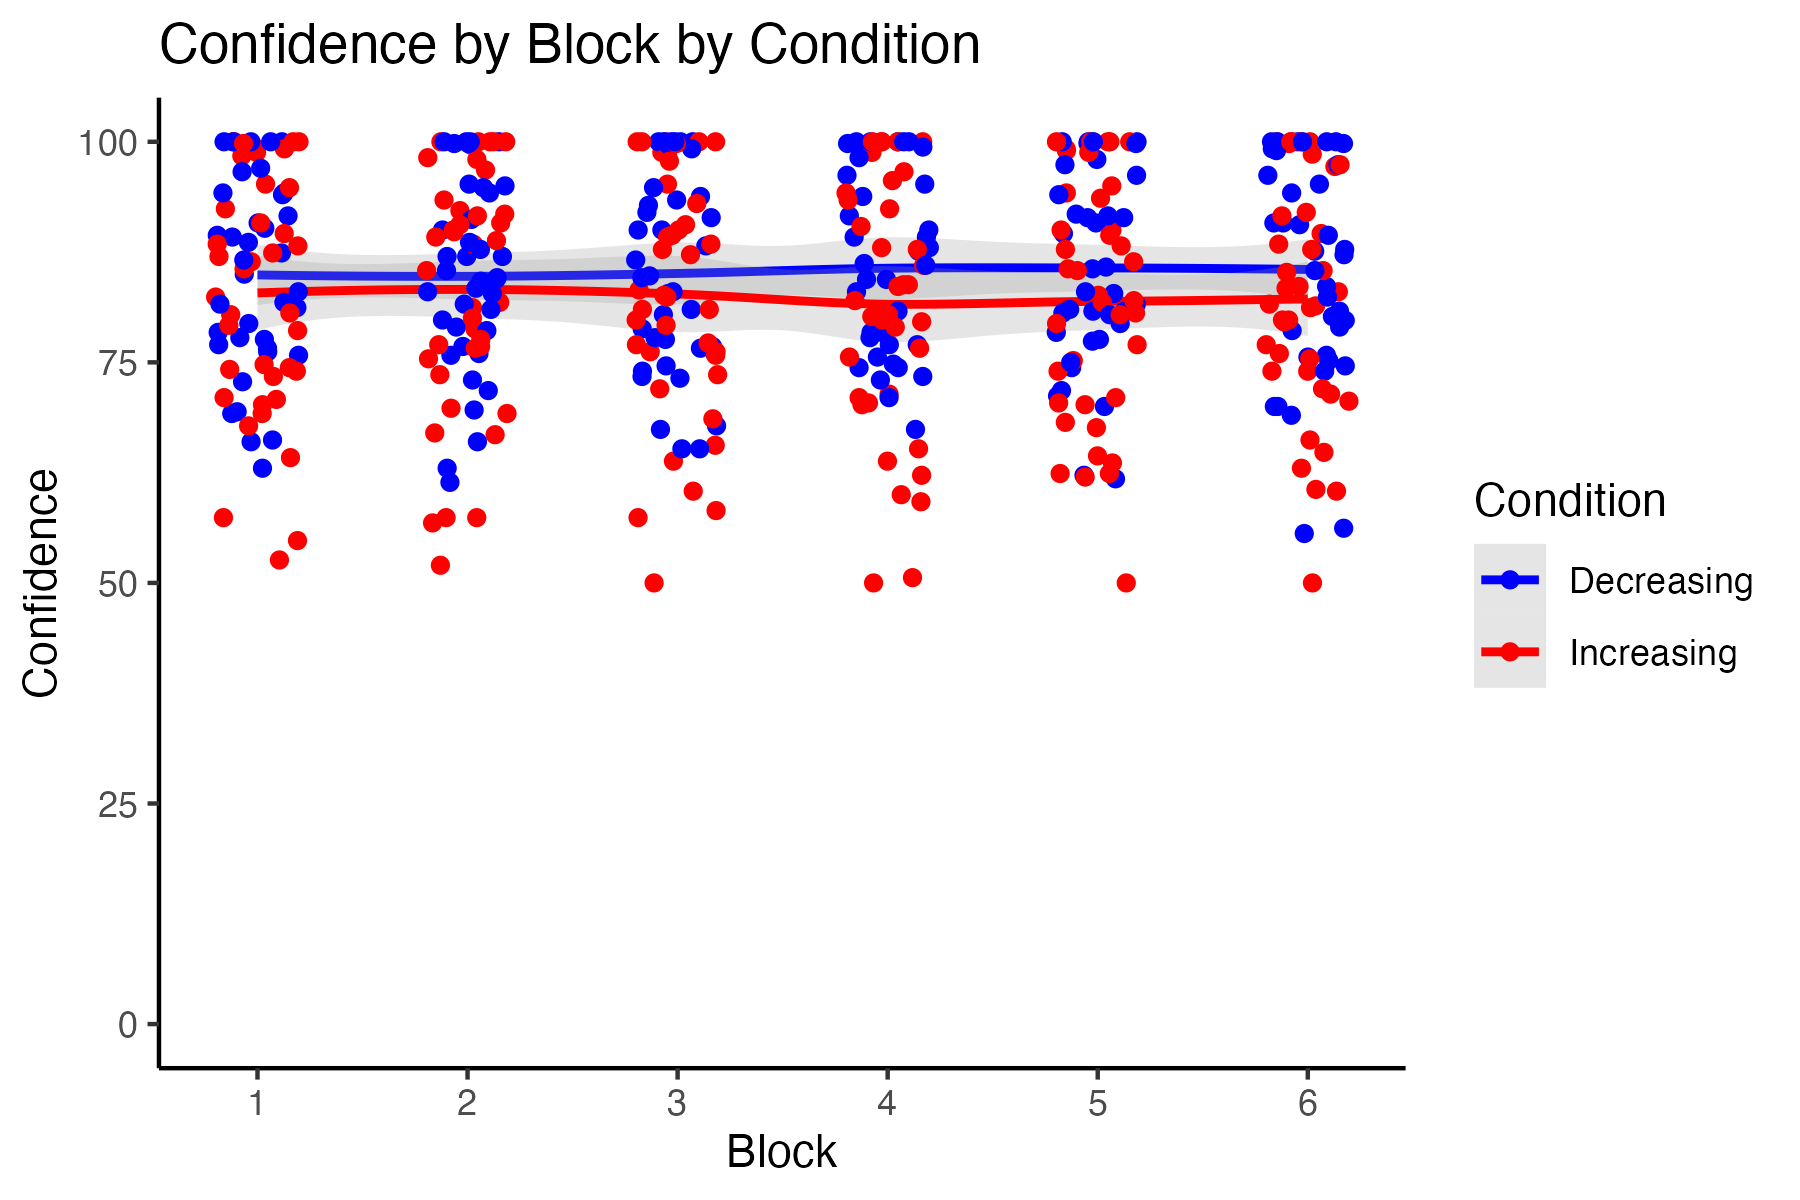 Confidence by Block by Condition
100
75
50
25
0
Confidence
1 2 3 4 5 6
Block
Condition
Decreasing
Increasing